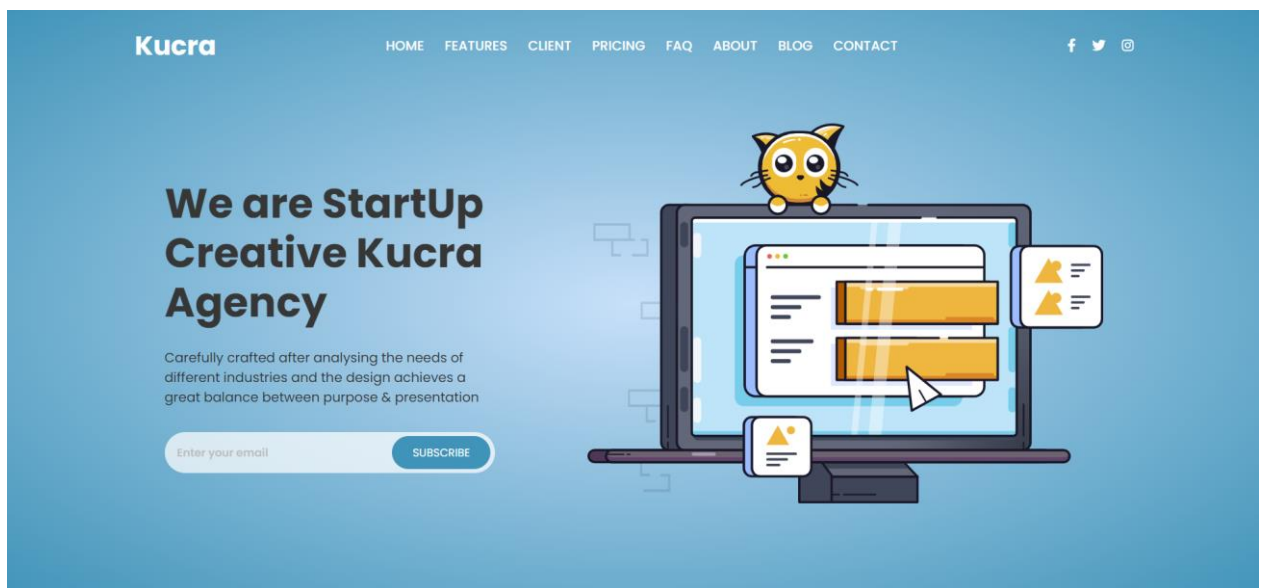 Kucra
HOME FEATURES CLIENT PRICING FAQ ABOUT BLOG CONTACT
We are StartUp
Creative Kucra
Agency
Carefully crafted after analysing the needs of
different industries and the design achieves a
great balance between purpose & presentation
Enter your email
SUBSCRIBE